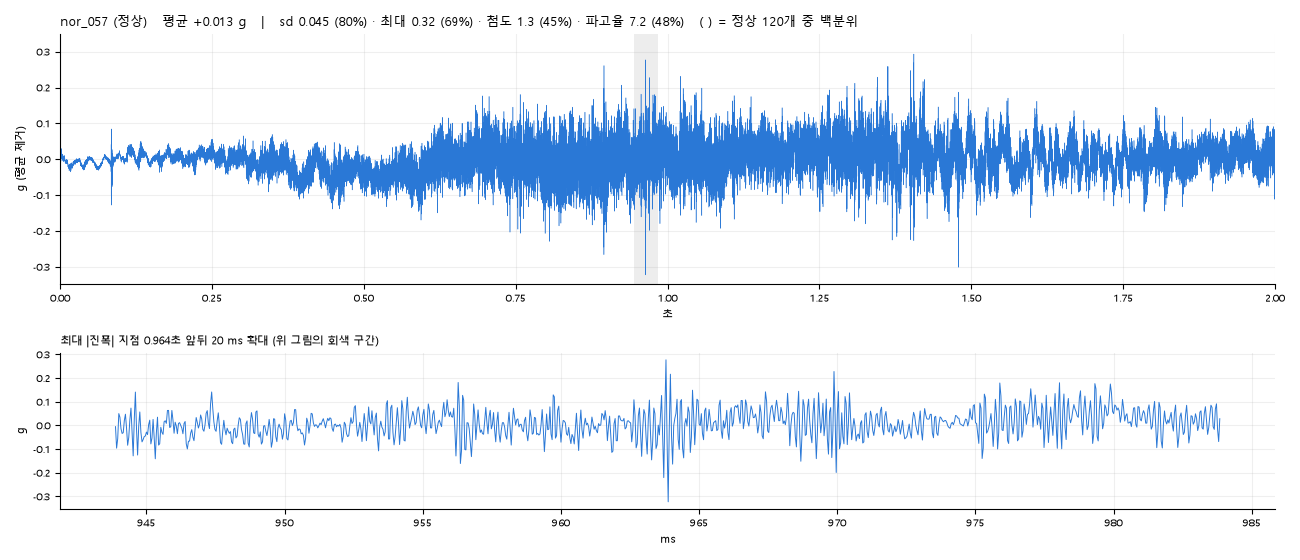 nor_057 (정상) 평균 +0.013 g | sd 0.045 (80%) · 최대 0.32 (69%) · 첨도 1.3 (45%) · 파고율 7.2 (48%) ( ) = 정상 120개 중 백분위
g (평균 제거)
0.3
0.2
0.1
0.0
-0.1
-0.2
-0.3
0.00 0.25 0.50 0.75 1.00 1.25 1.50 1.75 2.00
초
최대 |진폭| 지점 0.964초 앞뒤 20 ms 확대 (위 그림의 회색 구간)
g
0.3
0.2
0.1
0.0
-0.1
-0.2
-0.3
945 950 955 960 965 970 975 980 985
ms